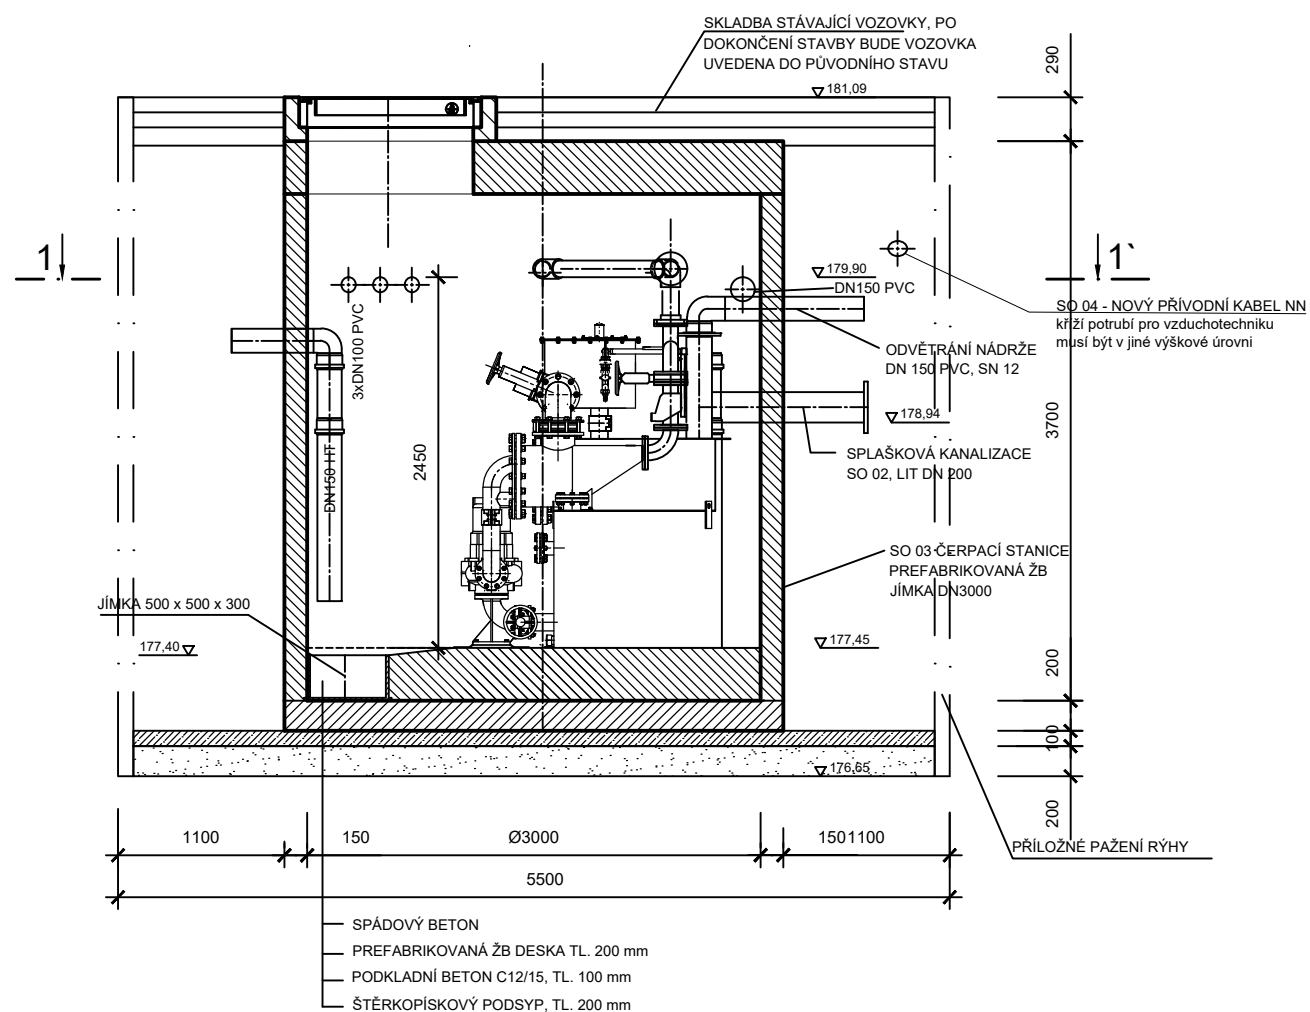 SKLADBA STÁVAJÍCÍ VOZOVKY, PO
DOKONČENÍ STAVBY BUDE VOZOVKA
UVEDENA DO PŮVODNÍHO STAVU
290
181,09
1
1`
179,90
DN150 PVC
SO 04 - NOVÝ PŘÍVODNÍ KABEL NN
kříží potrubí pro vzduchotechniku
musí být v jiné výškové úrovni
3xDN100 PVC
ODVĚTRÁNÍ NÁDRŽE
DN 150 PVC, SN 12
178,94
3700
2450
DN150 HT
SPLAŠKOVÁ KANALIZACE
SO 02, LIT DN 200
SO 03 ČERPACÍ STANICE
PREFABRIKOVANÁ ŽB
JÍMKA DN3000
JÍMKA 500 x 500 x 300
177,40
177,45
200
100
176,65
200
1100
150
Ø3000
150
1100
PŘÍLOŽNÉ PAŽENÍ RÝHY
5500
SPÁDOVÝ BETON
PREFABRIKOVANÁ ŽB DESKA TL. 200 mm
PODKLADNÍ BETON C12/15, TL. 100 mm
ŠTĚRKOPÍSKOVÝ PODSYP, TL. 200 mm